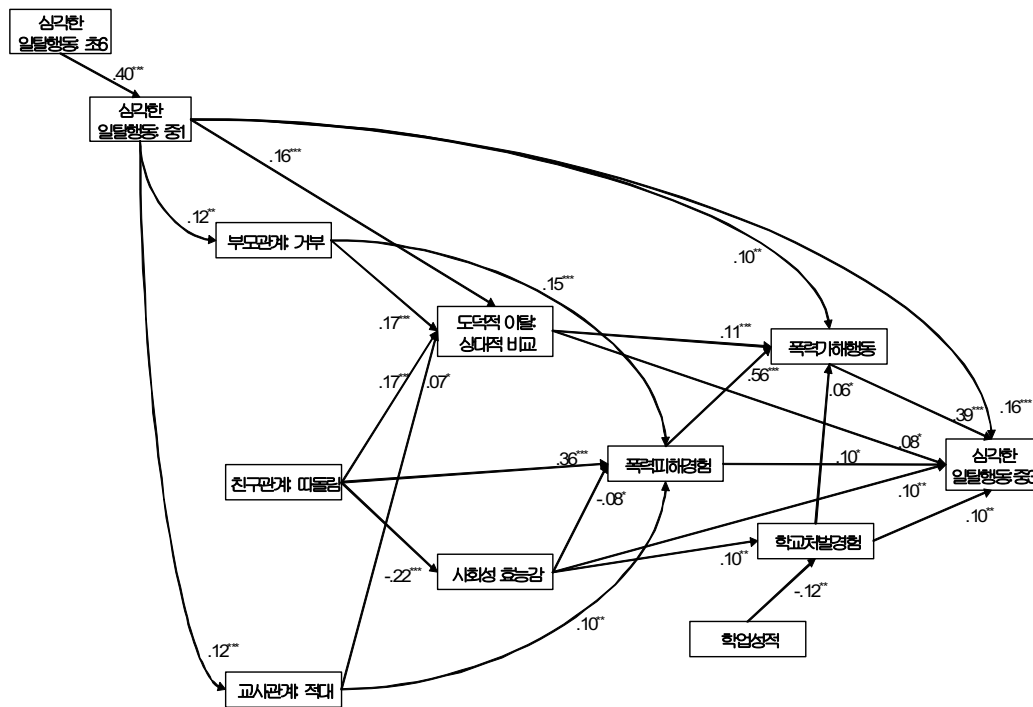 심각한
일탈행동: 초6
.40***
심각한
일탈행동: 중1
.16***
.12**
부모관계: 거부
.10**
.15***
도덕적 이탈:
상대적 비교
.17***
.11***
폭력가해행동
.17***
.07*
.56***
.06*
.39***
.16***
.08*
심각한
일탈행동:중3
친구관계: 따돌림
.36***
폭력피해경험
.10*
-.08*
.10**
.10**
학교처벌경험
사회성 효능감
.10**
-.22***
-.12**
.10**
학업성적
.12***
교사관계: 적대